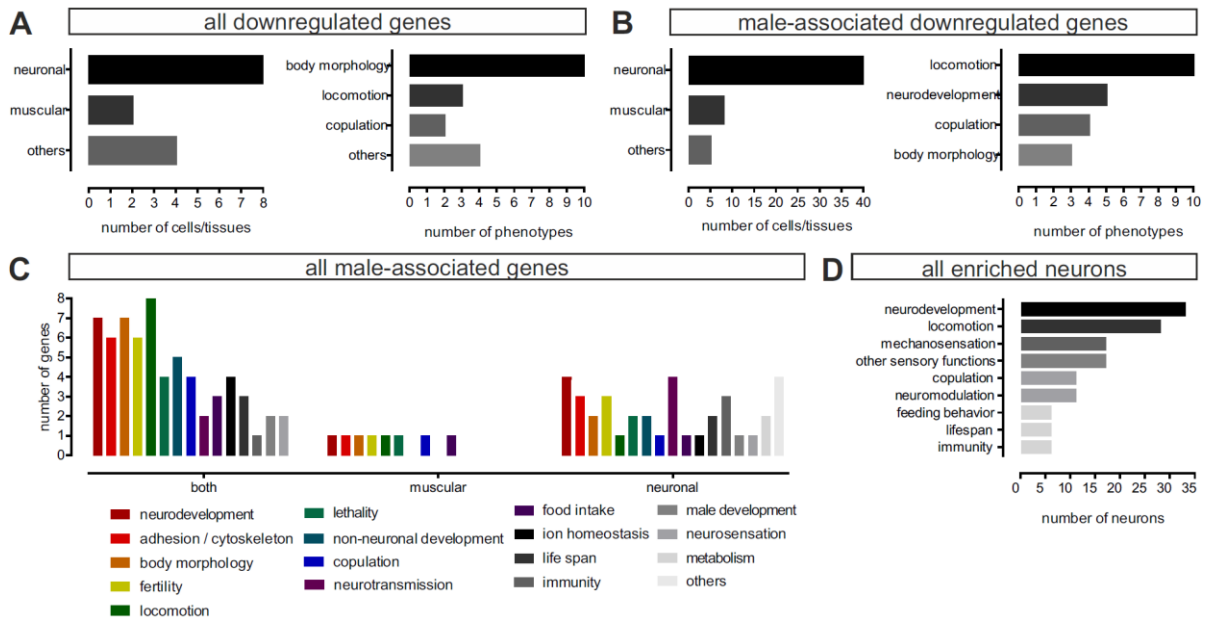 A
all downregulated genes
neuronal
muscular
others
0 1 2 3 4 5 6 7 8
number of cells/tissues
body morphology
locomotion
copulation
others
0 1 2 3 4 5 6 7 8 9 10
number of phenotypes
B
male-associated downregulated genes
neuronal
muscular
others
0 5 10 15 20 25 30 35 40
number of cells/tissues
locomotion
neurodevelopment
copulation
body morphology
0 1 2 3 4 5 6 7 8 9 10
number of phenotypes
C
all male-associated genes
number of genes
8
7
6
5
4
3
2
1
0
both
muscular
neuronal
neurodevelopment
adhesion / cytoskeleton
body morphology
fertility
locomotion
lethality
non-neuronal development
copulation
neurotransmission
food intake
ion homeostasis
life span
immunity
male development
neurosensation
metabolism
others
D
all enriched neurons
neurodevelopment
locomotion
mechanosensation
other sensory functions
copulation
neuromodulation
feeding behavior
lifespan
immunity
0 5 10 15 20 25 30 35
number of neurons